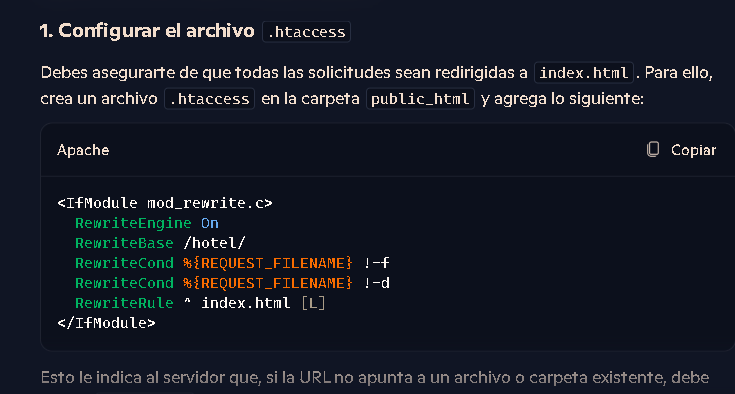 1. Configurar el archivo .htaccess
Debes asegurarte de que todas las solicitudes sean redirigidas a index.html. Para ello,
crea un archivo .htaccess en la carpeta public_html y agrega lo siguiente:
Apache Copiar
<IfModule mod_rewrite.c>
  RewriteEngine On
  RewriteBase /hotel/
  RewriteCond %{REQUEST_FILENAME} !-f
  RewriteCond %{REQUEST_FILENAME} !-d
  RewriteRule ^ index.html [L]
</IfModule>
Esto le indica al servidor que, si la URL no apunta a un archivo o carpeta existente, debe